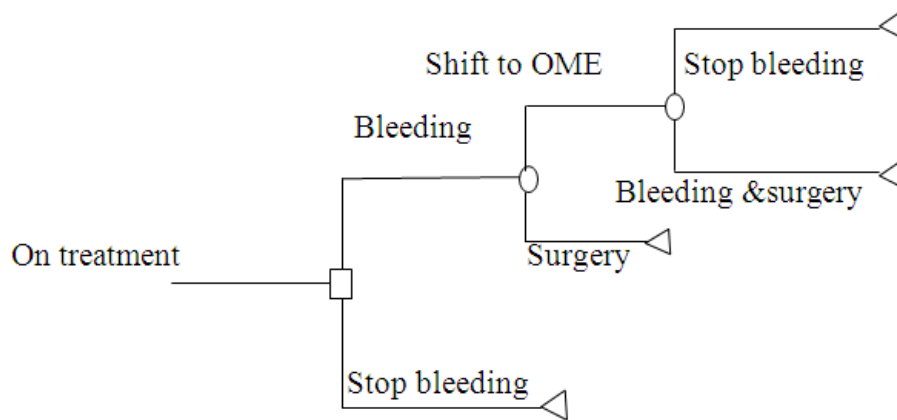 Shift to OME
Stop bleeding
Bleeding
Bleeding &surgery
On treatment
Surgery
Stop bleeding